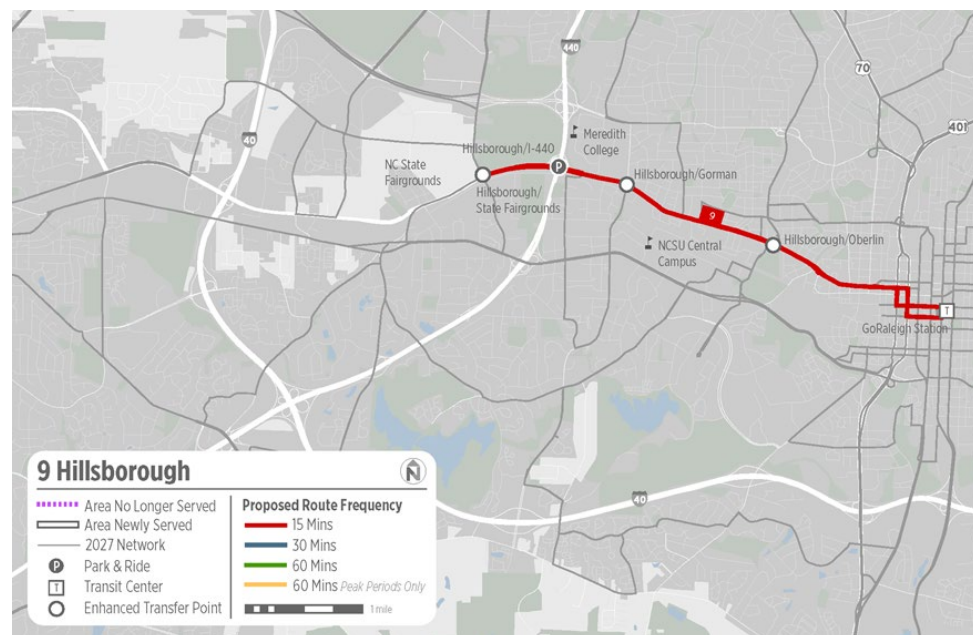 440
70
401
40
Meredith
College
Hillsborough/I-440
NC State
Fairgrounds
Hillsborough/
State Fairgrounds
Hillsborough/Gorman
9
NCSU Central
Campus
Hillsborough/Oberlin
T
GoRaleigh Station
P
40
9 Hillsborough
N
Area No Longer Served
Area Newly Served
2027 Network
P Park & Ride
T Transit Center
Enhanced Transfer Point
Proposed Route Frequency
15 Mins
30 Mins
60 Mins
60 Mins Peak Periods Only
1 mile